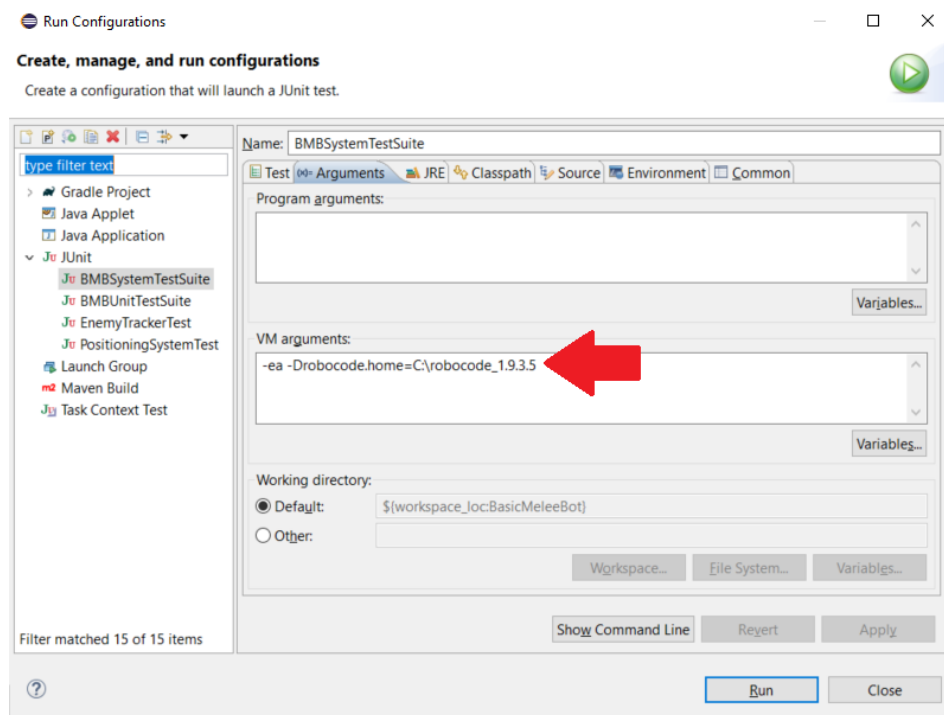 Run Configurations
Create, manage, and run configurations
Create a configuration that will launch a JUnit test.
type filter text
Gradle Project
Java Applet
Java Application
JUnit
BMBSystemTestSuite
BMBUnitTestSuite
EnemyTrackerTest
PositioningSystemTest
Launch Group
Maven Build
Task Context Test
Filter matched 15 of 15 items
Name: BMBSystemTestSuite
Test (x)= Arguments JRE Classpath Source Environment Common
Program arguments:
Variables...
VM arguments:
-ea -Drobocode.home=C:\robocode_1.9.3.5
Variables...
Working directory:
Default: ${workspace_loc:BasicMeleeBot}
Other:
Workspace... File System... Variables...
Show Command Line Revert Apply
? Run Close